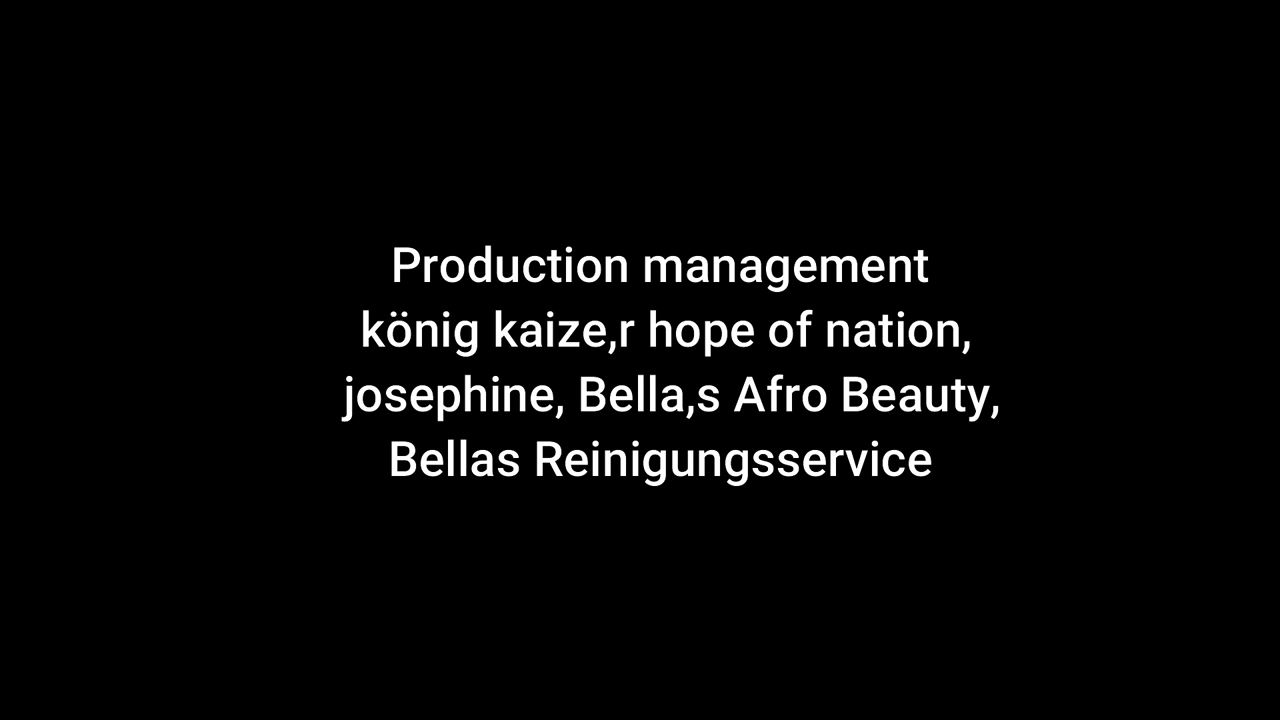 Production management
könig kaize,r hope of nation,
josephine, Bella,s Afro Beauty,
Bellas Reinigungsservice